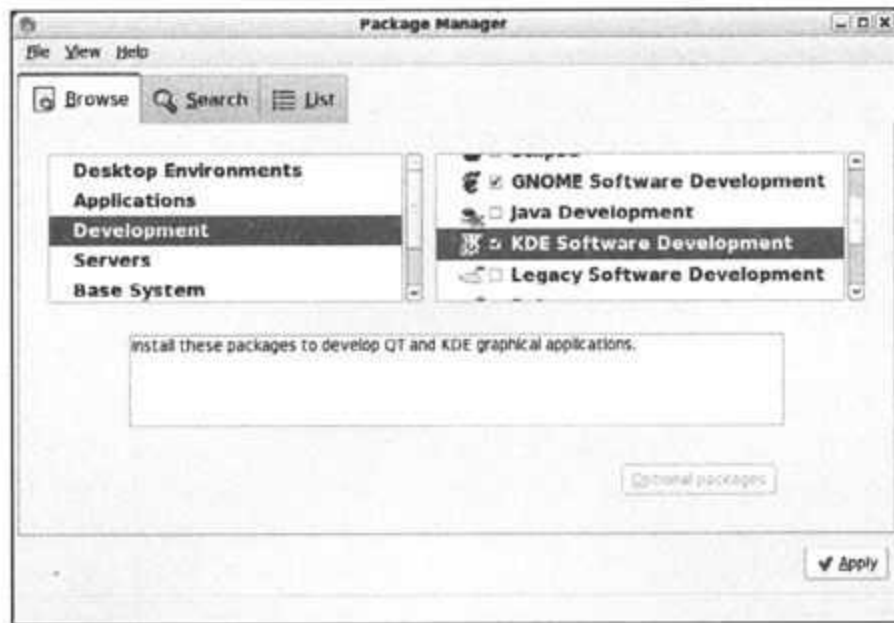 Package Manager
File View Help
Browse Search List
Desktop Environments
Applications
Development
Servers
Base System
GNOME Software Development
Java Development
KDE Software Development
Legacy Software Development
Install these packages to develop QT and KDE graphical applications.
Optional packages
Apply